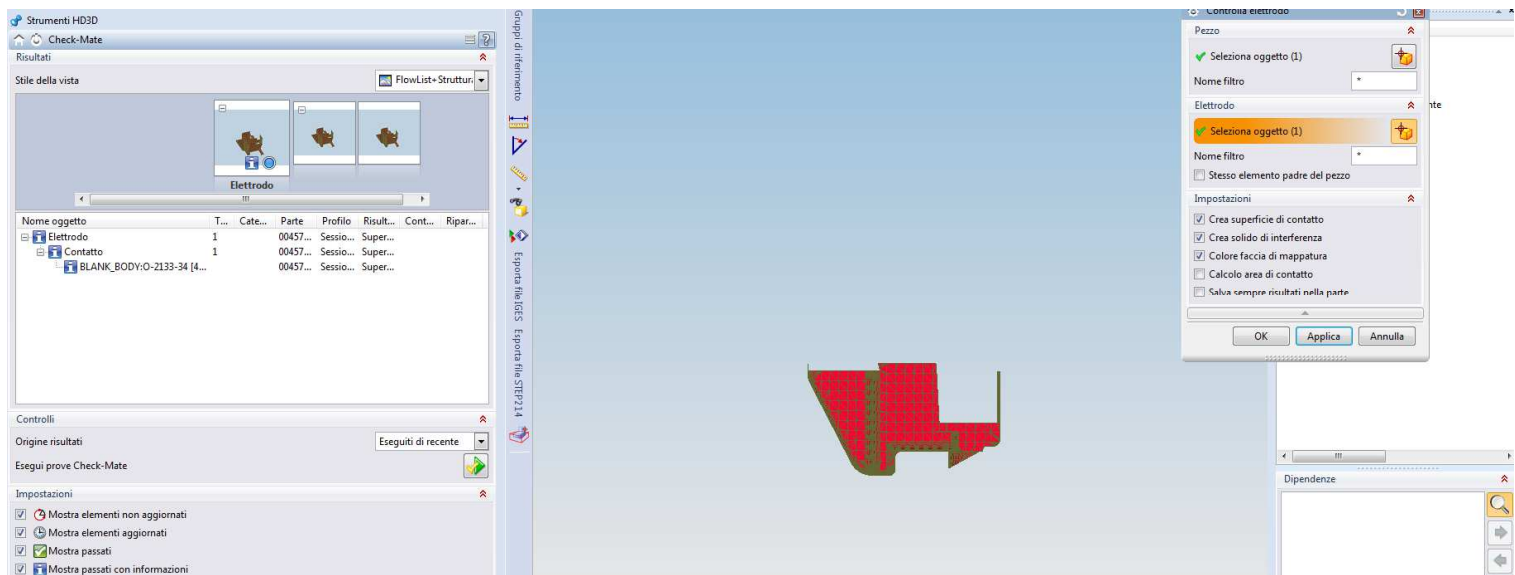 Strumenti HD3D
Check-Mate
Risultati
Stile della vista
FlowList+Struttur
Elettrodo
Nome oggetto T... Cate... Parte Profilo Risult... Cont... Ripar...
Elettrodo 1 00457... Sessio... Super...
Contatto 1 00457... Sessio... Super...
BLANK_BODY:O-2133-34 [4... 00457... Sessio... Super...
Controlli
Origine risultati
Eseguiti di recente
Esegui prove Check-Mate
Impostazioni
Mostra elementi non aggiornati
Mostra elementi aggiornati
Mostra passati
Mostra passati con informazioni
Gruppi di riferimento
Esporta file IGES
Esporta file STEP214
Controlla elettrodo
Pezzo
Seleziona oggetto (1)
Nome filtro *
Elettrodo
Seleziona oggetto (1)
Nome filtro *
Stesso elemento padre del pezzo
Impostazioni
Crea superficie di contatto
Crea solido di interferenza
Colore faccia di mappatura
Calcolo area di contatto
Salva sempre risultati nella parte
OK Applica Annulla
nte
Dipendenze